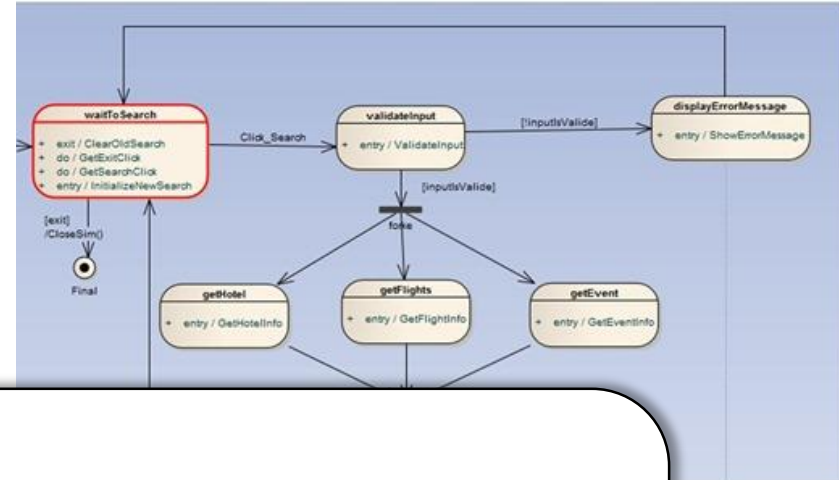 waitToSearch
+ exit / ClearOldSearch
+ do / GetExitClick
+ do / GetSearchClick
+ entry / InitializeNewSearch
Click_Search
validateInput
+ entry / ValidateInput
[!inputIsValide]
displayErrorMessage
+ entry / ShowErrorMessage
[exit]
/CloseSim()
Final
[inputIsValide]
forke
getHotel
+ entry / GetHotelInfo
getFlights
+ entry / GetFlightInfo
getEvent
+ entry / GetEventInfo